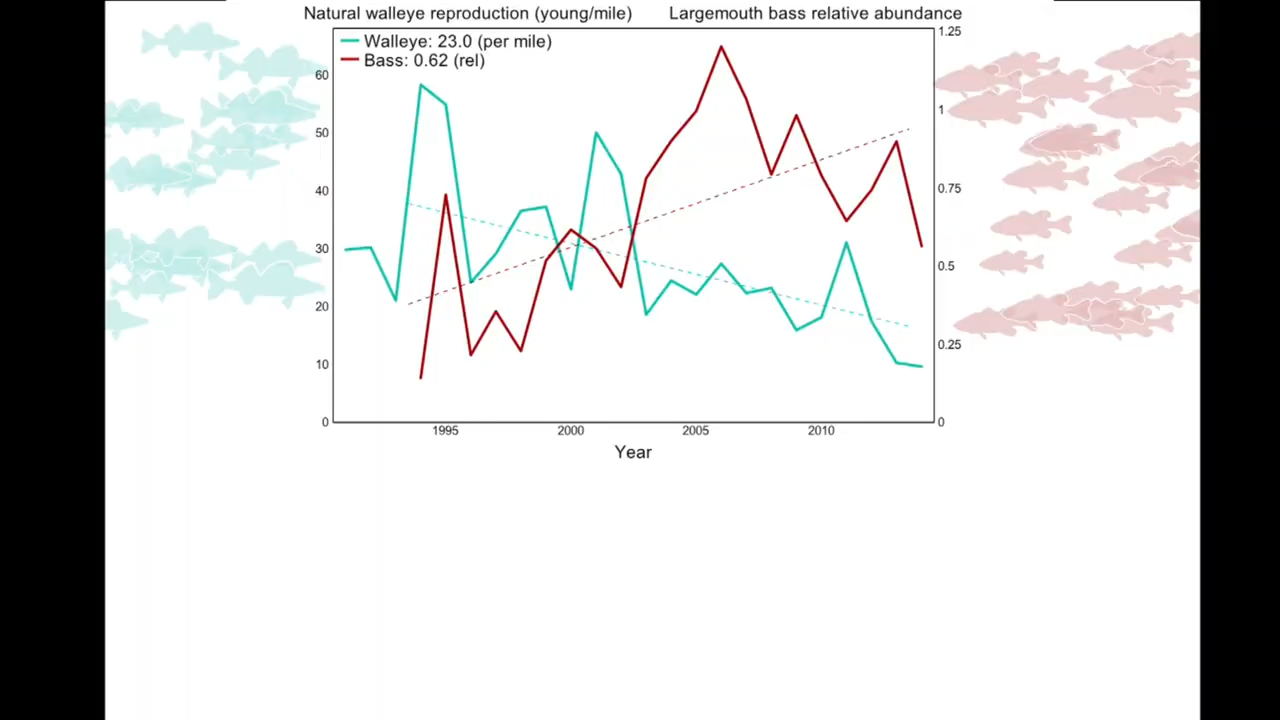 Natural walleye reproduction (young/mile) Largemouth bass relative abundance
Walleye: 23.0 (per mile)
Bass: 0.62 (rel)
60
50
40
30
20
10
0
1.25
1
0.75
0.5
0.25
0
1995 2000 2005 2010
Year